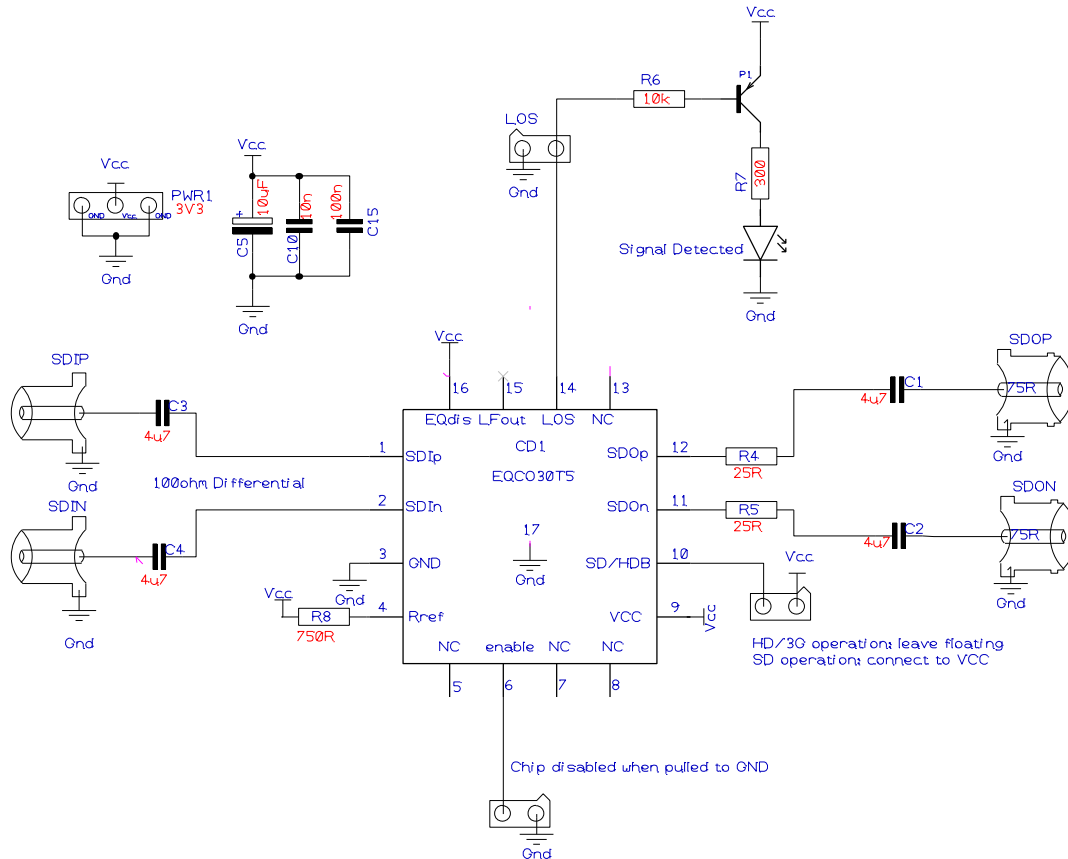 Vcc
P1
R6
10k
LOS
Gnd
R7
300
Signal Detected
Gnd
Vcc
PWR1
3V3
GND
Vcc
GND
Gnd
Vcc
+
10uF
C5
10n
C10
100n
C15
Gnd
Vcc
16
15
14
13
EQdis
LFout
LOS
NC
CD1
EQCO30T5
SDIP
C3
4u7
Gnd
1
SDIp
100ohm Differential
SDIN
C4
4u7
Gnd
2
SDIn
3
GND
Gnd
Vcc
R8
750R
4
Rref
17
Gnd
SDOp
12
R4
25R
C1
4u7
SDOP
75R
Gnd
SDOn
11
R5
25R
C2
4u7
SDON
75R
Gnd
SD/HDB
10
Vcc
VCC
9
Vcc
HD/3G operation: leave floating
SD operation: connect to VCC
NC
enable
NC
NC
5
6
7
8
Chip disabled when pulled to GND
Gnd